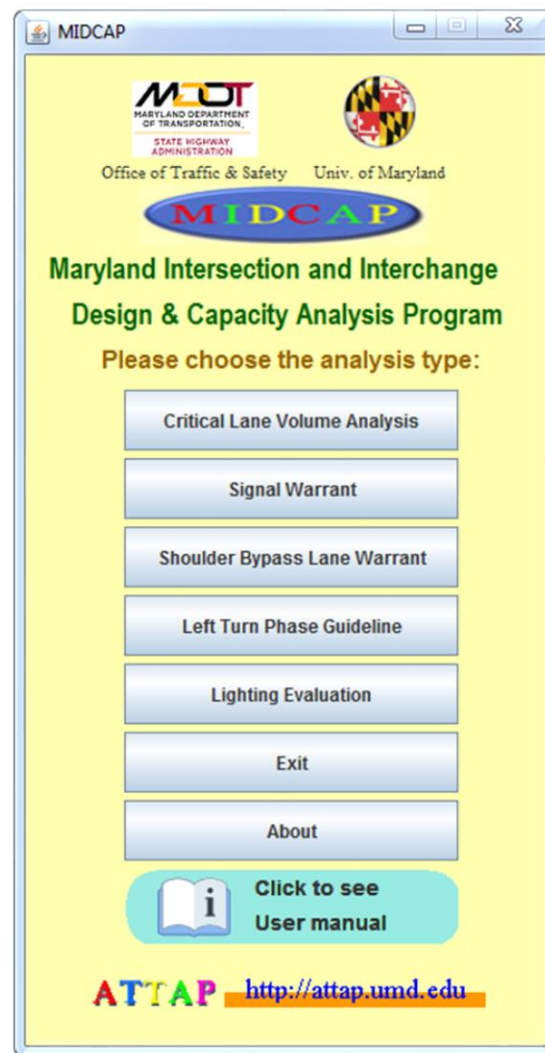 MIDCAP
MDOT
MARYLAND DEPARTMENT
OF TRANSPORTATION
STATE HIGHWAY
ADMINISTRATION
Office of Traffic & Safety Univ. of Maryland
MIDCAP
Maryland Intersection and Interchange
Design & Capacity Analysis Program
Please choose the analysis type:
Critical Lane Volume Analysis
Signal Warrant
Shoulder Bypass Lane Warrant
Left Turn Phase Guideline
Lighting Evaluation
Exit
About
i
Click to see
User manual
ATTAP http://attap.umd.edu